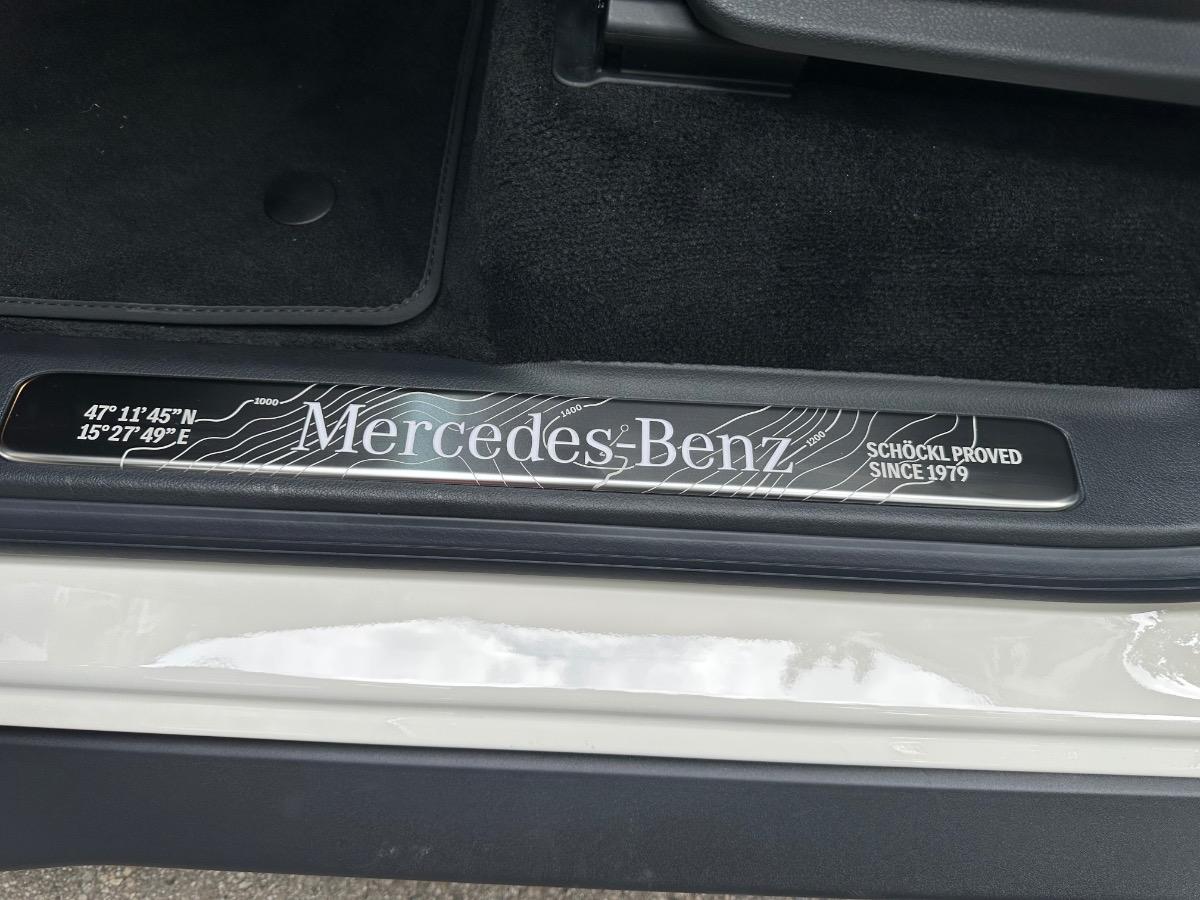 47° 11' 45" N
15° 27' 49" E
1000
Mercedes-Benz
1400
1200
SCHÖCKL PROVED
SINCE 1979